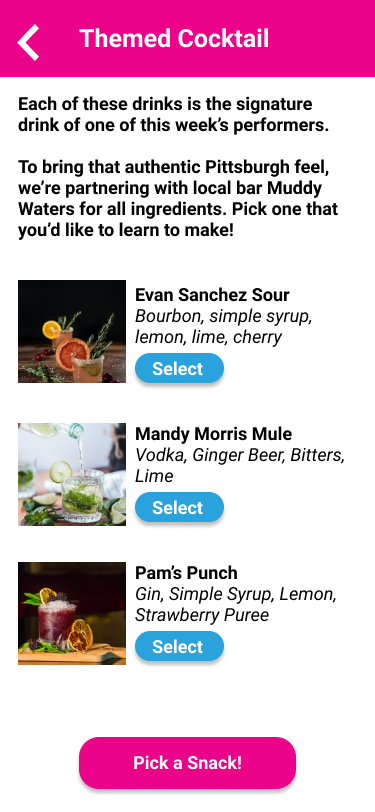 Themed Cocktail
Each of these drinks is the signature
drink of one of this week’s performers.
To bring that authentic Pittsburgh feel,
we’re partnering with local bar Muddy
Waters for all ingredients. Pick one that
you’d like to learn to make!
Evan Sanchez Sour
Bourbon, simple syrup,
lemon, lime, cherry
Select
Mandy Morris Mule
Vodka, Ginger Beer, Bitters,
Lime
Select
Pam’s Punch
Gin, Simple Syrup, Lemon,
Strawberry Puree
Select
Pick a Snack!